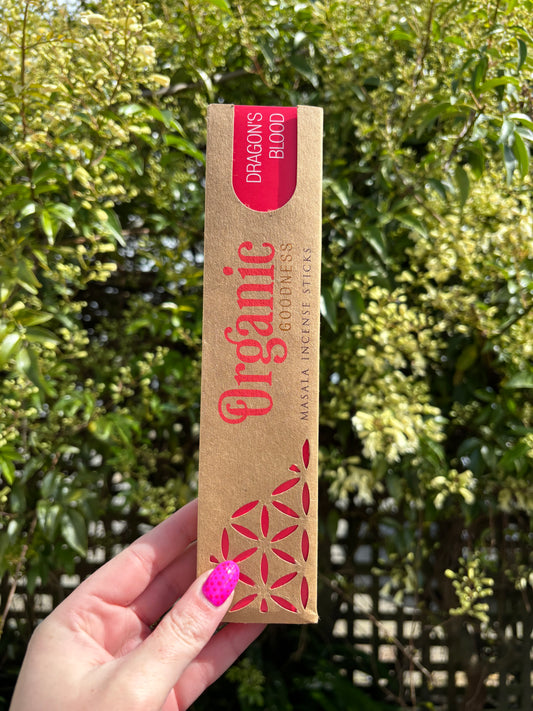 DRAGON'S
BLOOD
Organic
GOODNESS
MASALA INCENSE STICKS